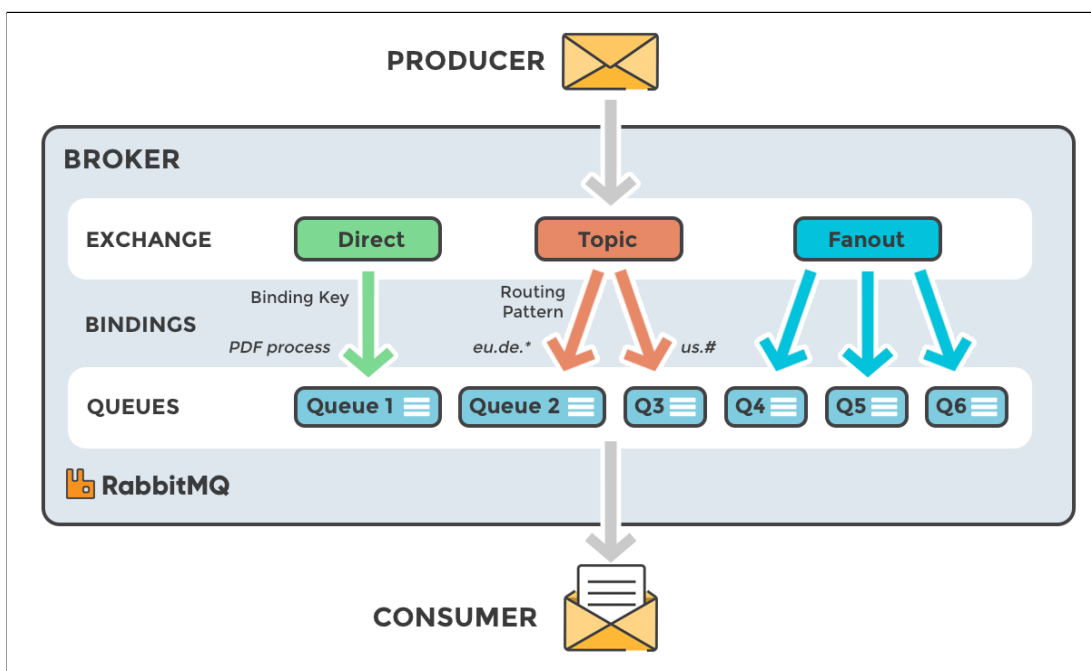 PRODUCER
BROKER
EXCHANGE
Direct
Topic
Fanout
Binding Key
Routing
Pattern
BINDINGS
PDF process
eu.de.*
us.#
QUEUES
Queue 1
Queue 2
Q3
Q4
Q5
Q6
RabbitMQ
CONSUMER